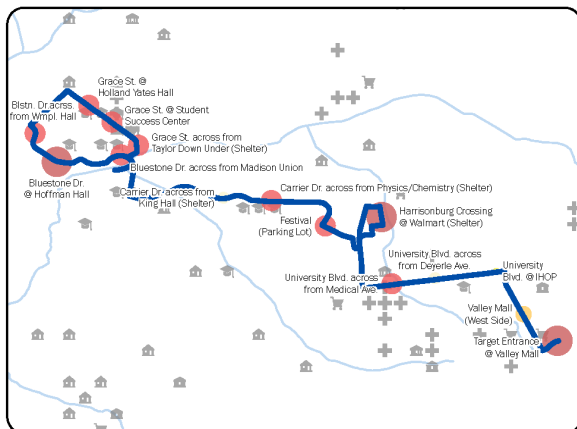 Grace St. @
Holland Yates Hall
Blstn. Dr.acrss.
from Wmpl. Hall
Grace St. @ Student
Success Center
Grace St. across from
Taylor Down Under (Shelter)
Bluestone Dr. across from Madison Union
Bluestone Dr.
@ Hoffman Hall
Carrier Dr. across from
King Hall (Shelter)
Carrier Dr. across from Physics/Chemistry (Shelter)
Festival
(Parking Lot)
Harrisonburg Crossing
@ Walmart (Shelter)
University Blvd. across
from Deyerle Ave.
University
Blvd. @ IHOP
University Blvd. across
from Medical Ave.
Valley Mall
(West Side)
Target Entrance
@ Valley Mall